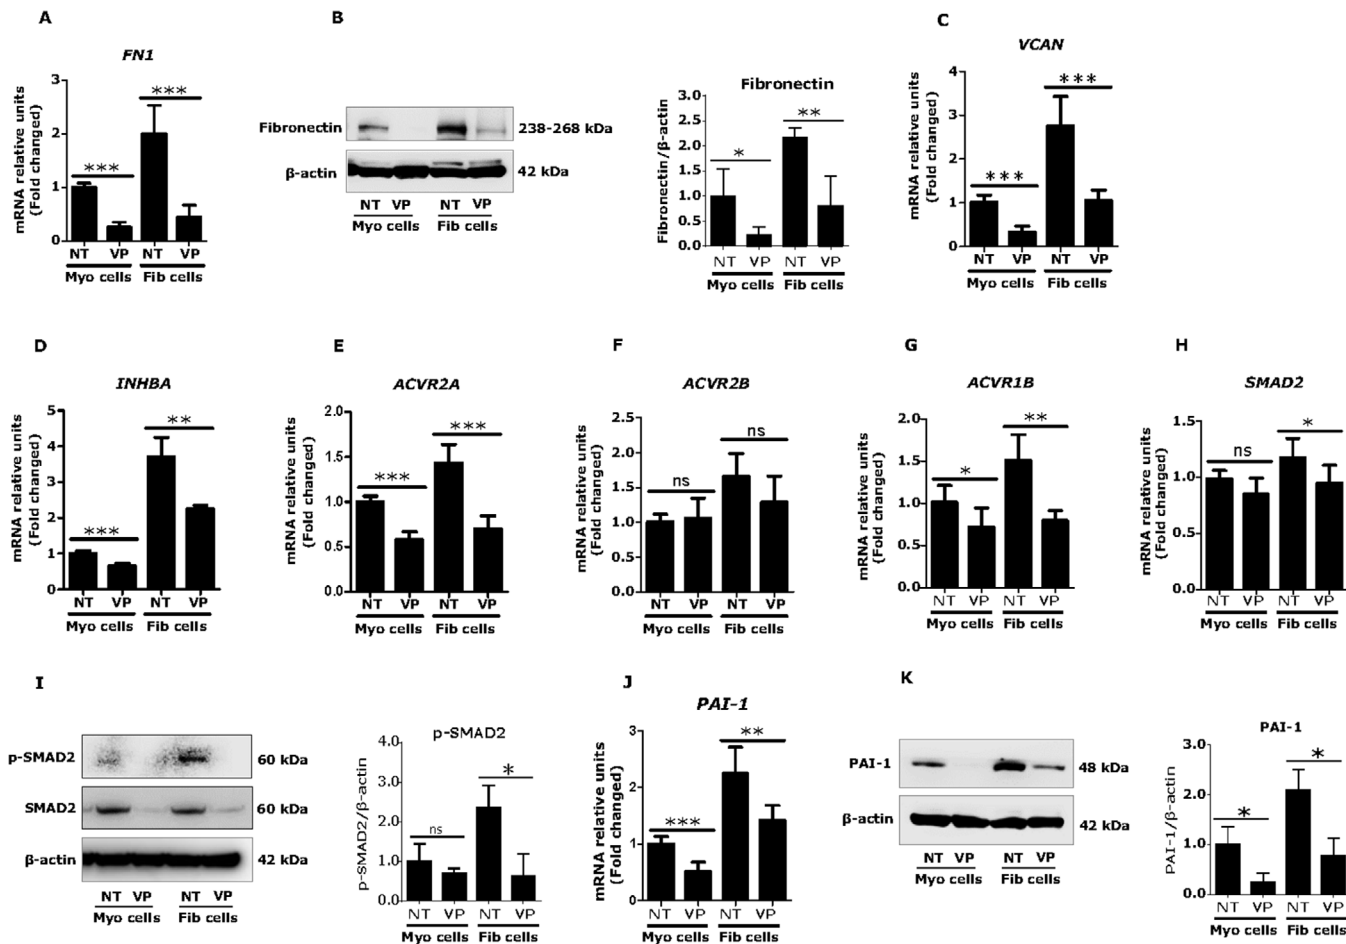 A
FN1
mRNA relative units
(Fold changed)
3
2
1
0
***
***
NT VP NT VP
Myo cells Fib cells
B
Fibronectin
238-268 kDa
β-actin
42 kDa
NT VP NT VP
Myo cells Fib cells
Fibronectin
Fibronectin/β-actin
3.0
2.5
2.0
1.5
1.0
0.5
0.0
*
**
NT VP NT VP
Myo cells Fib cells
C
VCAN
mRNA relative units
(Fold changed)
4
3
2
1
0
***
***
NT VP NT VP
Myo cells Fib cells
D
INHBA
mRNA relative units
(Fold changed)
5
4
3
2
1
0
***
**
NT VP NT VP
Myo cells Fib cells
E
ACVR2A
mRNA relative units
(Fold changed)
2.0
1.5
1.0
0.5
0.0
***
***
NT VP NT VP
Myo cells Fib cells
F
ACVR2B
mRNA relative units
(Fold changed)
2.5
2.0
1.5
1.0
0.5
0.0
ns
ns
NT VP NT VP
Myo cells Fib cells
G
ACVR1B
mRNA relative units
(Fold changed)
2.0
1.5
1.0
0.5
0.0
*
**
NT VP NT VP
Myo cells Fib cells
H
SMAD2
mRNA relative units
(Fold changed)
1.5
1.0
0.5
0.0
ns
*
NT VP NT VP
Myo cells Fib cells
I
p-SMAD2
60 kDa
SMAD2
60 kDa
β-actin
42 kDa
NT VP NT VP
Myo cells Fib cells
p-SMAD2
p-SMAD2/β-actin
4.0
3.0
2.0
1.0
0.0
ns
*
NT VP NT VP
Myo cells Fib cells
J
PAI-1
mRNA relative units
(Fold changed)
3
2
1
0
***
**
NT VP NT VP
Myo cells Fib cells
K
PAI-1
48 kDa
β-actin
42 kDa
NT VP NT VP
Myo cells Fib cells
PAI-1
PAI-1/β-actin
3.0
2.0
1.0
0.0
*
*
NT VP NT VP
Myo cells Fib cells